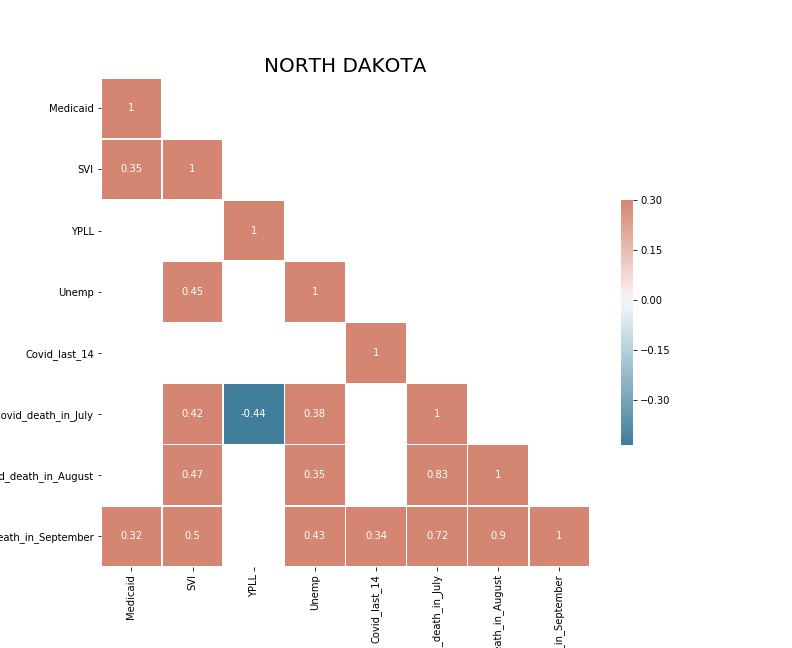 NORTH DAKOTA
Medicaid 1
SVI 0.35 1
YPLL 1
Unemp 0.45 1
Covid_last_14 1
ovid_death_in_July 0.42 -0.44 0.38 1
d_death_in_August 0.47 0.35 0.83 1
eath_in_September 0.32 0.5 0.43 0.34 0.72 0.9 1
Medicaid
SVI
YPLL
Unemp
Covid_last_14
_death_in_July
eath_in_August
_in_September
0.30
0.15
0.00
−0.15
−0.30